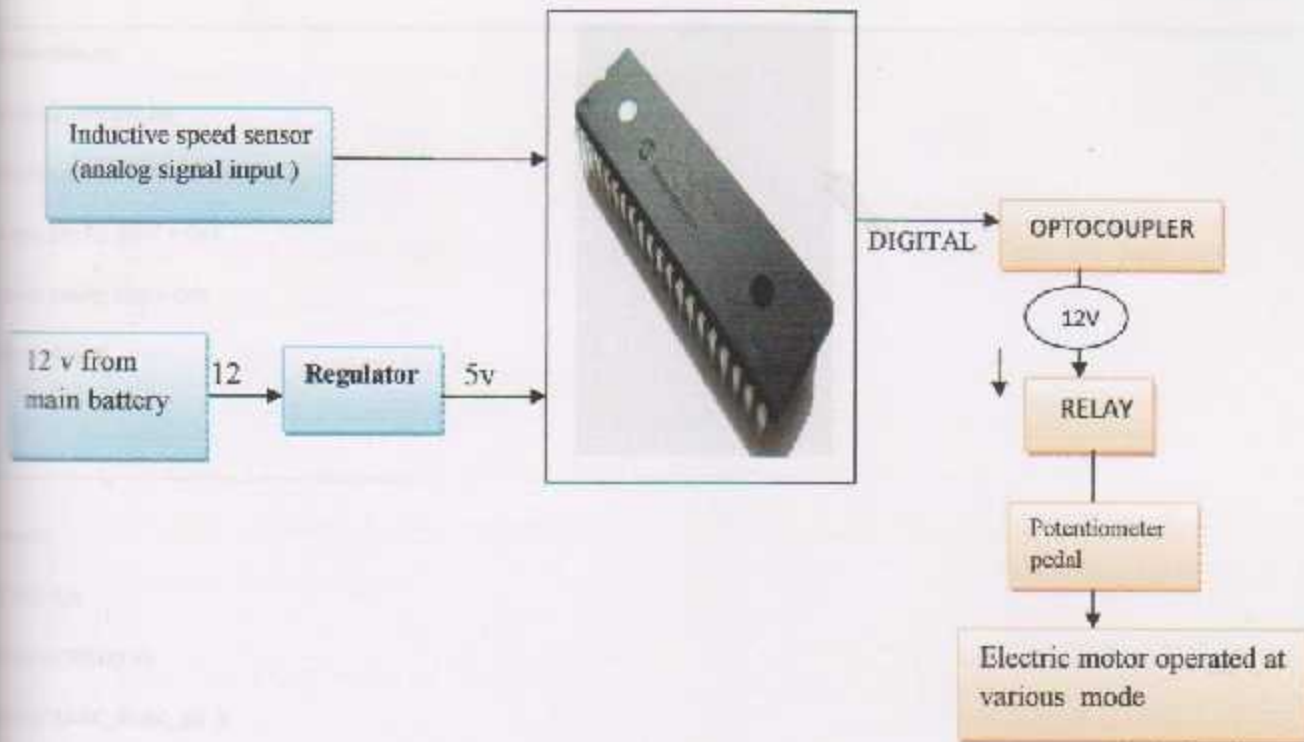 Inductive speed sensor
(analog signal input )
12 v from
main battery
12
Regulator
5v
DIGITAL
OPTOCOUPLER
12V
RELAY
Potentiometer
pedal
Electric motor operated at
various mode